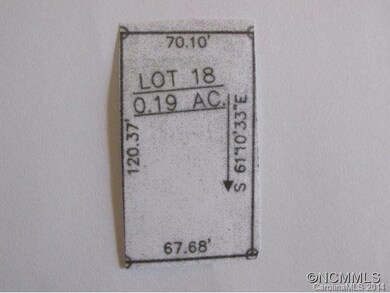 70.10'
LOT 18
0.19 AC.
120.37'
S 61°10'33"E
67.68'
©NCMMLS
CarolinaMLS 2014